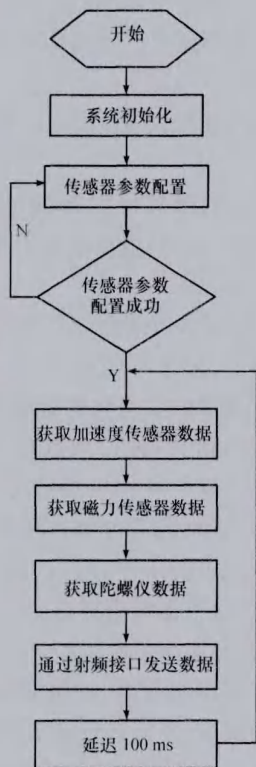 开始
系统初始化
传感器参数配置
N
传感器参数
配置成功
Y
获取加速度传感器数据
获取磁力传感器数据
获取陀螺仪数据
通过射频接口发送数据
延迟 100 ms